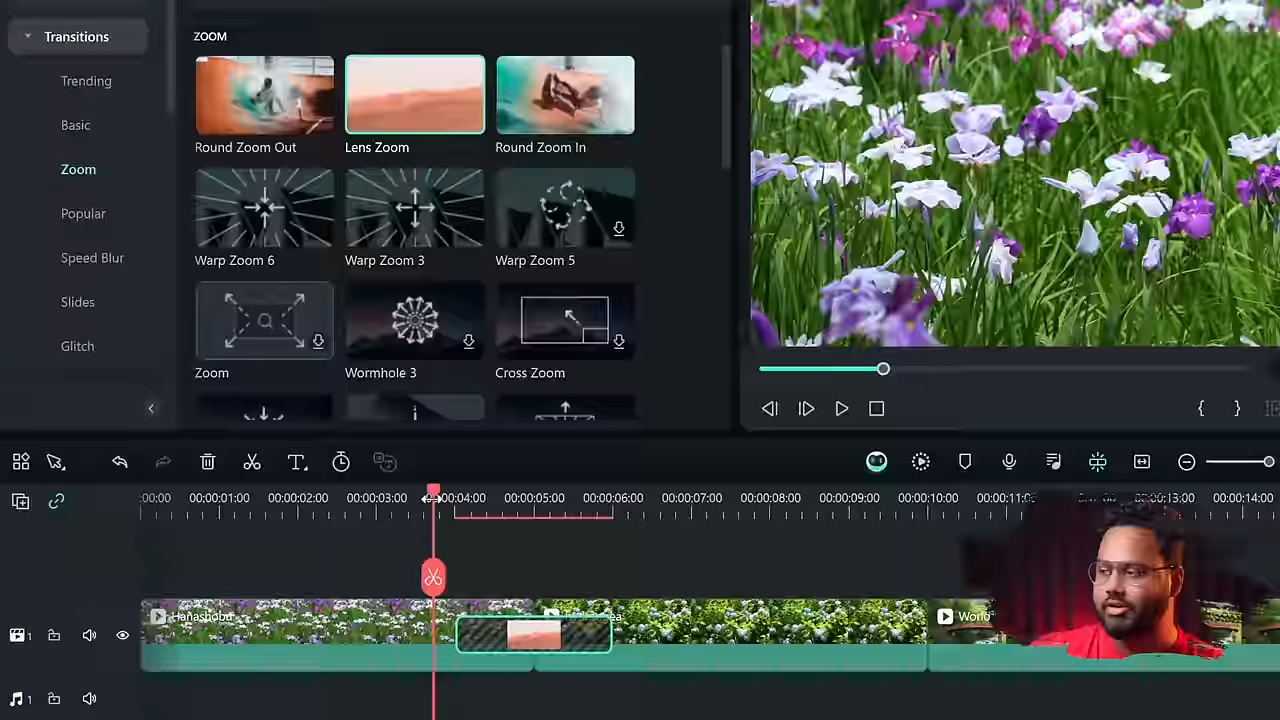 Transitions
Trending
Basic
Zoom
Popular
Speed Blur
Slides
Glitch
ZOOM
Round Zoom Out
Lens Zoom
Round Zoom In
Warp Zoom 6
Warp Zoom 3
Warp Zoom 5
Zoom
Wormhole 3
Cross Zoom
{ }
:00:00 00:00:01:00 00:00:02:00 00:00:03:00 00:04:00 00:00:05:00 00:00:06:00 00:00:07:00 00:00:08:00 00:00:09:00 00:00:10:00 00:00:11: 00:13:00 00:00:14:00
Hanashobu
World
1
1